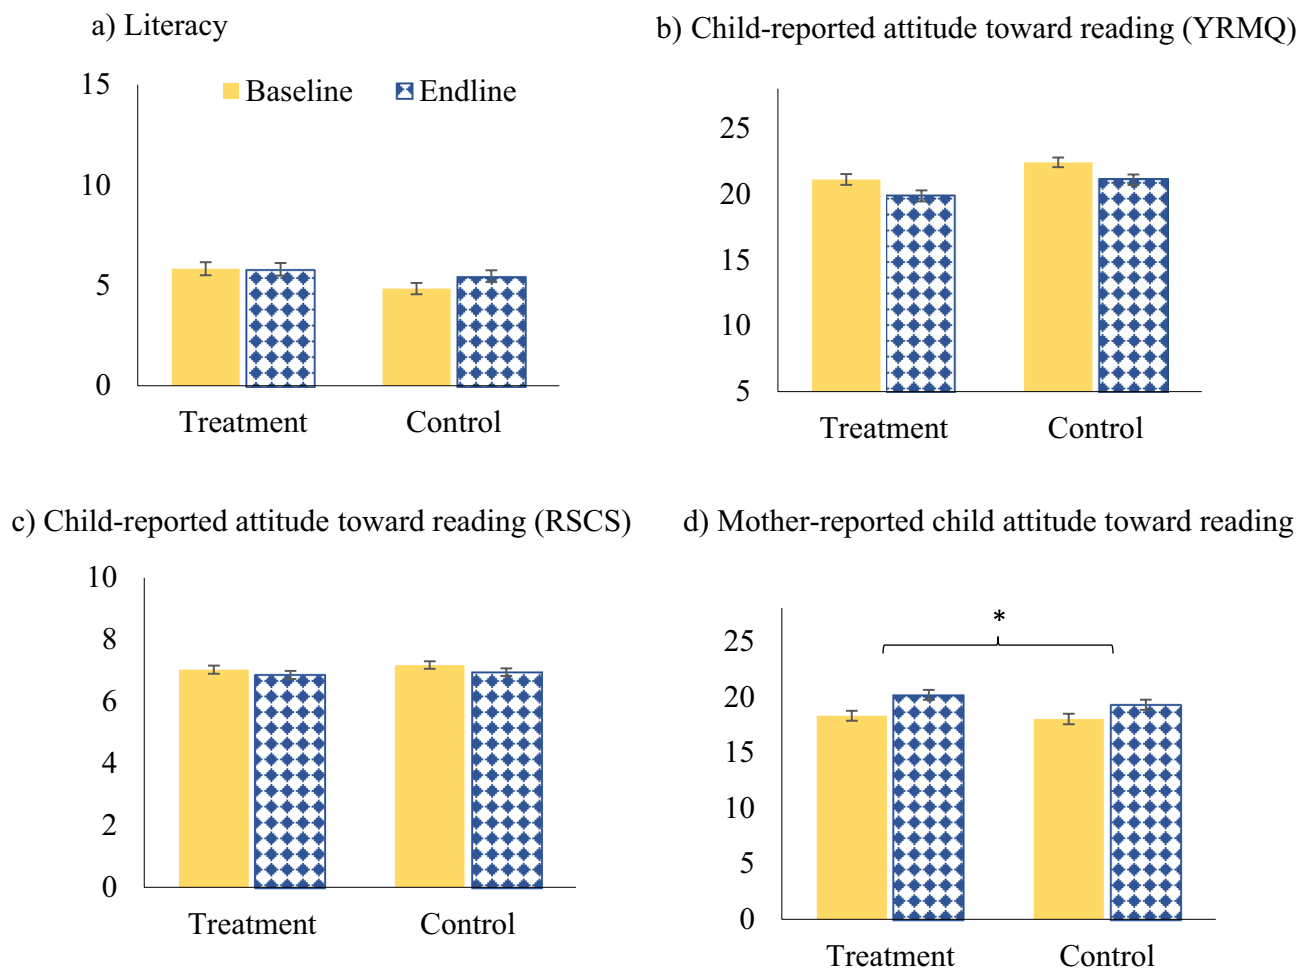 a) Literacy
15
10
5
0
Baseline
Endline
Treatment
Control
b) Child-reported attitude toward reading (YRMQ)
25
20
15
10
5
Treatment
Control
c) Child-reported attitude toward reading (RSCS)
10
8
6
4
2
0
Treatment
Control
d) Mother-reported child attitude toward reading
*
25
20
15
10
5
0
Treatment
Control